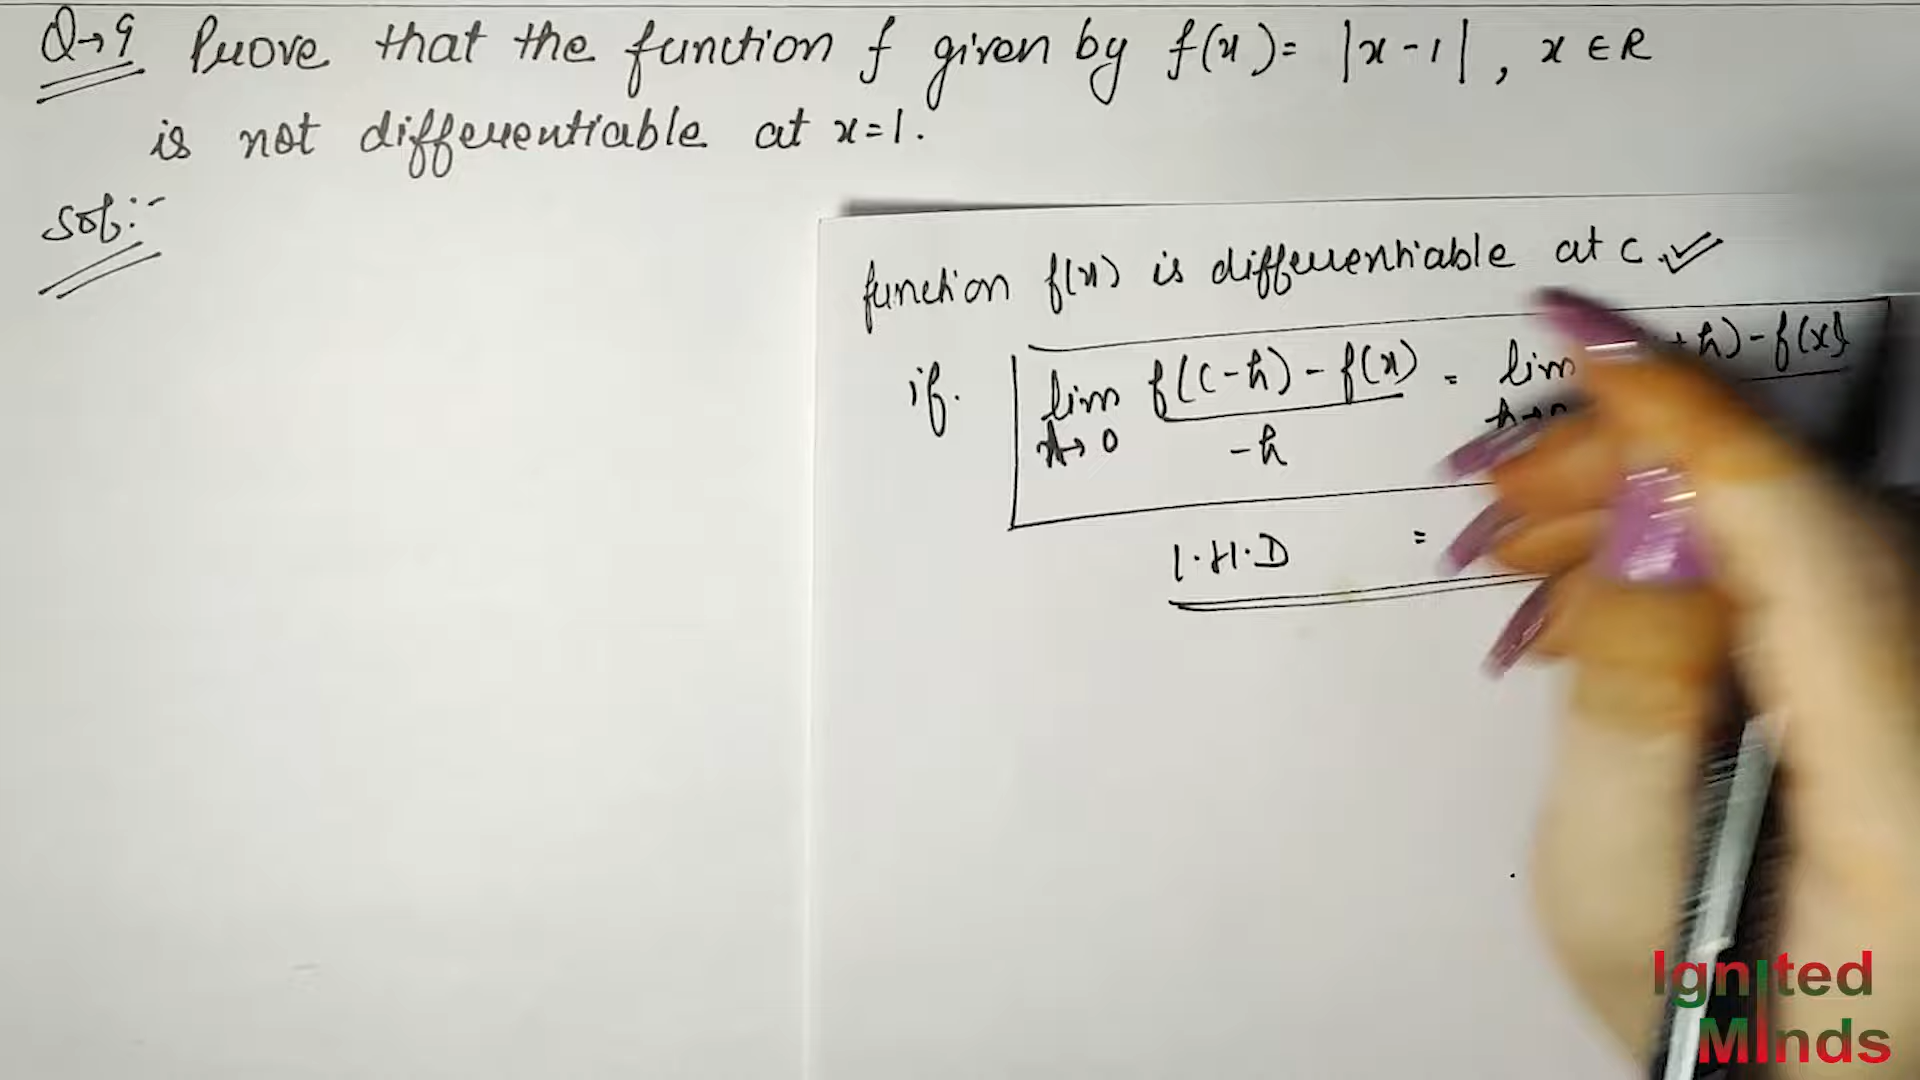 Q→9 Prove that the function f given by f(x)= |x-1|, x ∈ R
is not differentiable at x=1.
Sol:-
function f(x) is differentiable at c ✓
if. lim f(c-h) - f(x) = lim +h) - f(x)
h→0 -h h→0
L.H.D =
Ignited
Minds